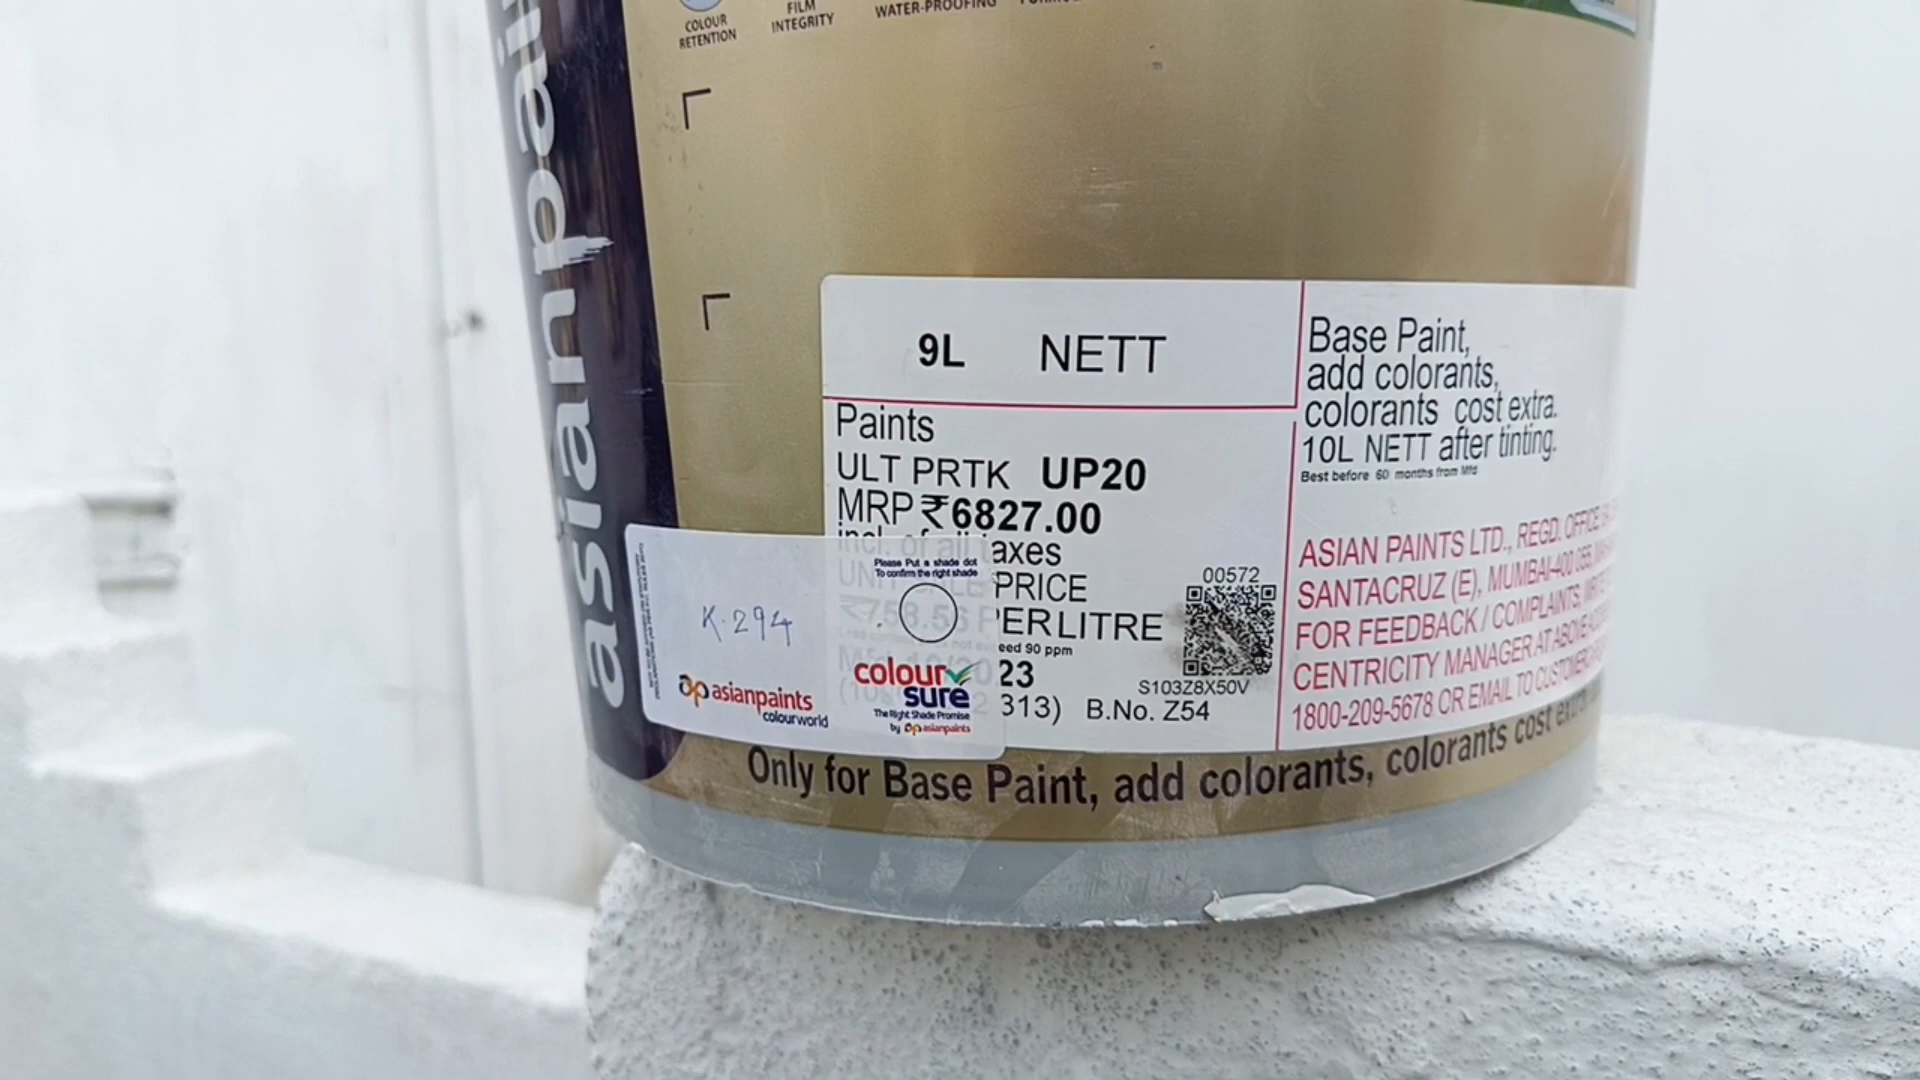 COLOUR
RETENTION
FILM
INTEGRITY
WATER-PROOFING
asian
9L NETT
Paints
ULT PRTK UP20
MRP ₹6827.00
incl. of all taxes
PRICE
PER LITRE
eed 90 ppm
23
313) B.No. Z54
00572
S103Z8X50V
Base Paint,
add colorants,
colorants cost extra.
10L NETT after tinting.
Best before 60 months from Mfd
ASIAN PAINTS LTD., REGD. OFFICE
SANTACRUZ (E), MUMBAI-400 055,
FOR FEEDBACK / COMPLAINTS,
CENTRICITY MANAGER AT ABOVE
1800-209-5678 OR EMAIL TO
K-294
Please Put a shade dot
To confirm the right shade
asianpaints
colourworld
colour
sure
The Right Shade Promise
by asianpaints
Only for Base Paint, add colorants, colorants cost extra